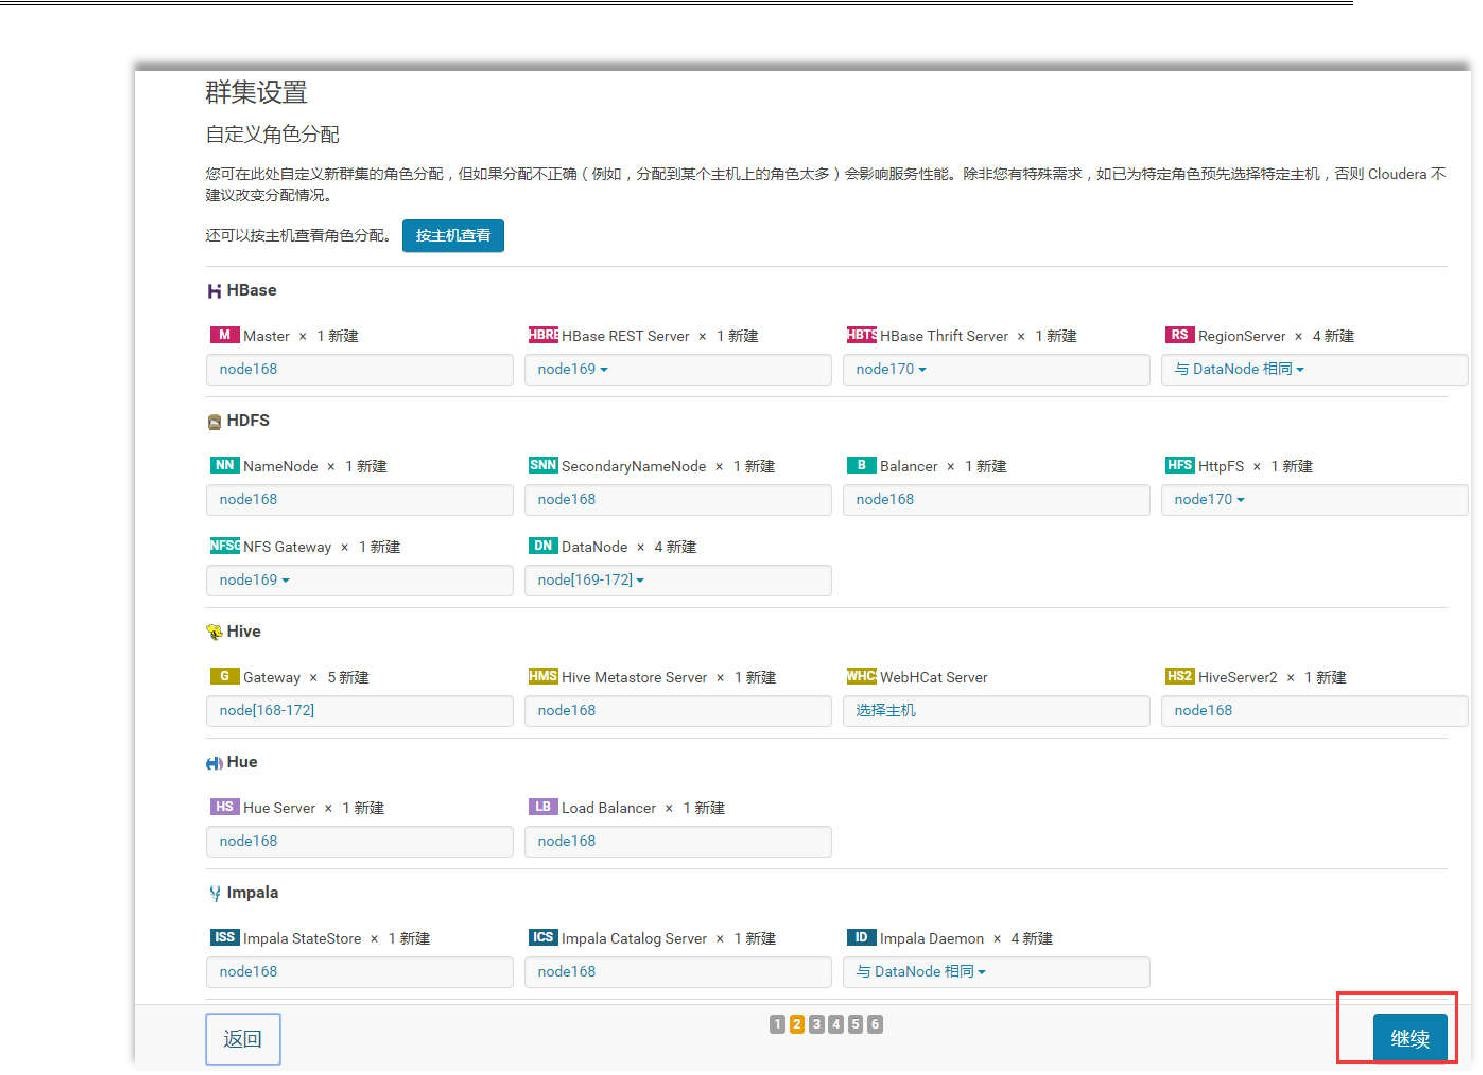 群集设置
自定义角色分配
您可在此处自定义新群集的角色分配，但如果分配不正确（例如，分配到某个主机上的角色太多）会影响服务性能。除非您有特殊需求，如已为特定角色预先选择特定主机，否则 Cloudera 不
建议改变分配情况。
还可以按主机查看角色分配。 按主机查看
HBase
M Master × 1 新建 HBRE HBase REST Server × 1 新建 HBTS HBase Thrift Server × 1 新建 RS RegionServer × 4 新建
node168 node169 node170 与 DataNode 相同
HDFS
NN NameNode × 1 新建 SNN SecondaryNameNode × 1 新建 B Balancer × 1 新建 HFS HttpFS × 1 新建
node168 node168 node168 node170
NFSG NFS Gateway × 1 新建 DN DataNode × 4 新建
node169 node[169-172]
Hive
G Gateway × 5 新建 HMS Hive Metastore Server × 1 新建 WHCS WebHCat Server HS2 HiveServer2 × 1 新建
node[168-172] node168 选择主机 node168
Hue
HS Hue Server × 1 新建 LB Load Balancer × 1 新建
node168 node168
Impala
ISS Impala StateStore × 1 新建 ICS Impala Catalog Server × 1 新建 ID Impala Daemon × 4 新建
node168 node168 与 DataNode 相同
返回 1 2 3 4 5 6 继续